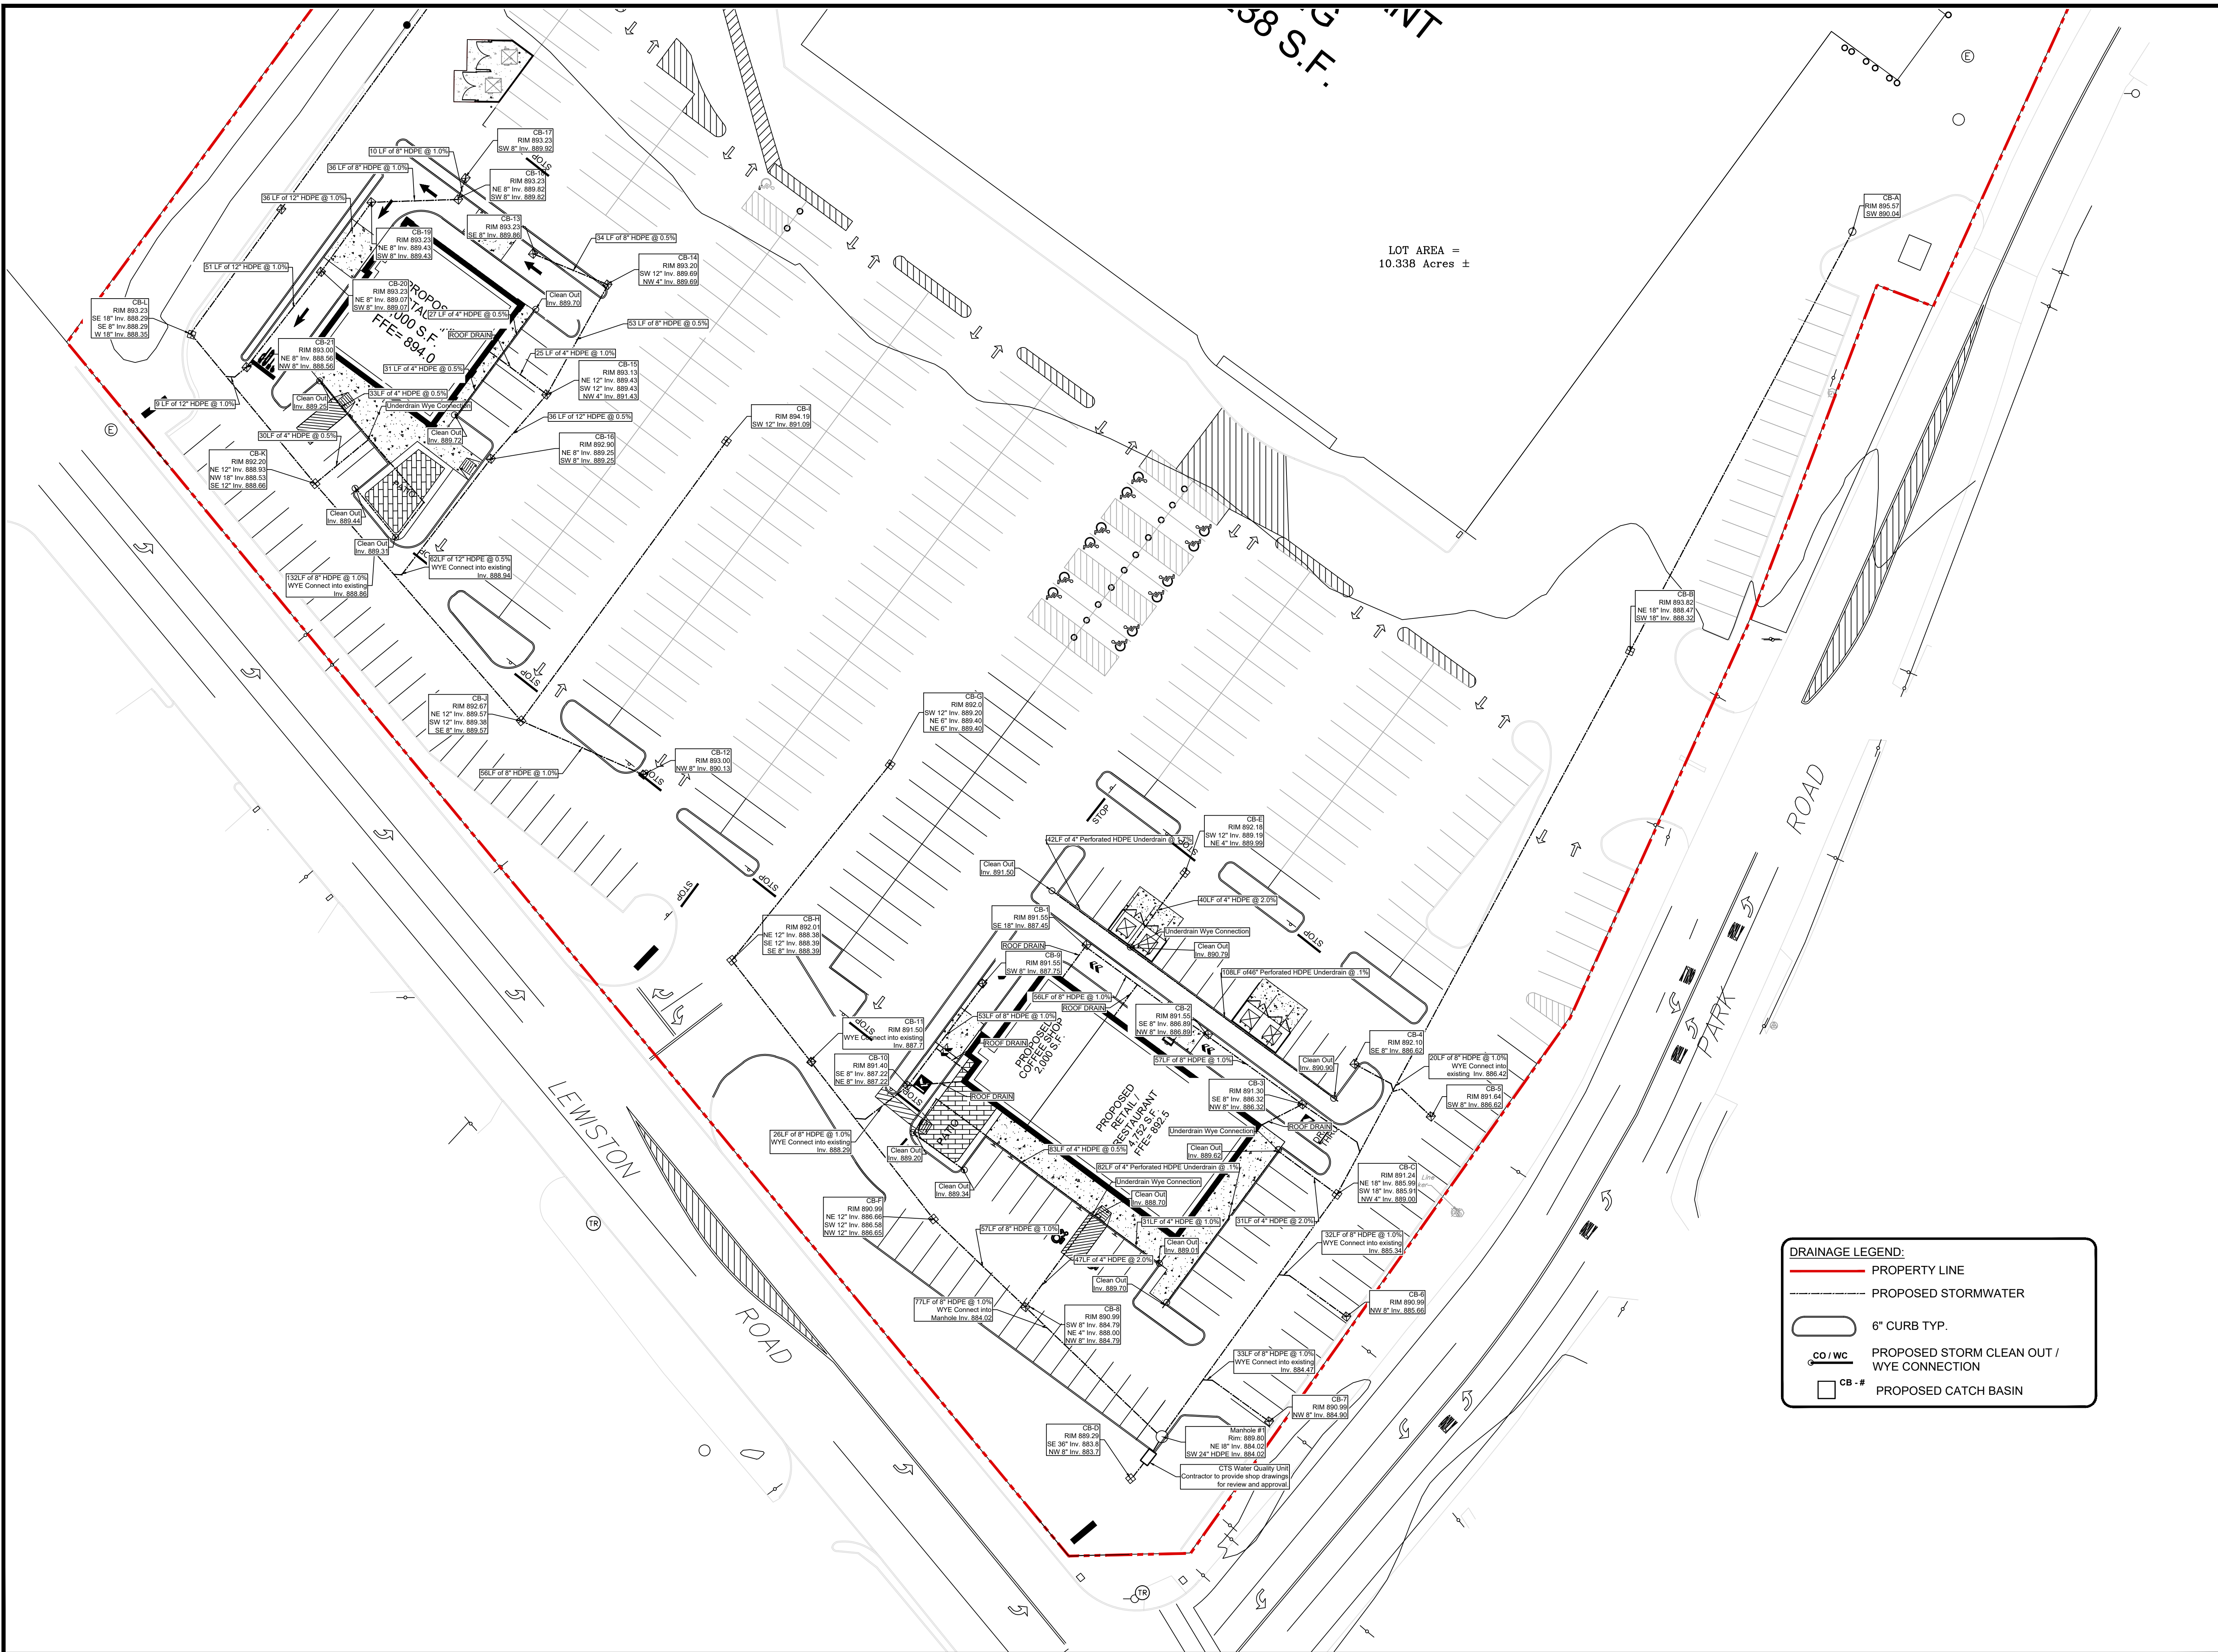 38 S.F.
LOT AREA =
10.338 Acres ±
CB-17
RIM 893.23
SW 8" Inv. 889.92
STOP
10 LF of 8" HDPE @ 1.0%
36 LF of 8" HDPE @ 1.0%
CB-18
RIM 893.23
NE 8" Inv. 889.82
SW 8" Inv. 889.82
36 LF of 12" HDPE @ 1.0%
CB-13
RIM 893.23
SE 8" Inv. 889.86
CB-19
RIM 893.23
NE 8" Inv. 889.43
SW 8" Inv. 889.43
34 LF of 8" HDPE @ 0.5%
CB-14
RIM 893.20
SW 12" Inv. 889.69
NW 4" Inv. 889.69
51 LF of 12" HDPE @ 1.0%
CB-20
RIM 893.23
NE 8" Inv. 889.07
SW 8" Inv. 889.07
Clean Out
Inv. 889.70
CB-L
RIM 893.23
SE 18" Inv. 888.29
SE 8" Inv.888.29
W 18" Inv. 888.35
FFE= 894.0
27 LF of 4" HDPE @ 0.5%
53 LF of 8" HDPE @ 0.5%
ROOF DRAIN
CB-21
RIM 893.00
NE 8" Inv. 888.56
NW 8" Inv. 888.56
25 LF of 4" HDPE @ 1.0%
31 LF of 4" HDPE @ 0.5%
CB-15
RIM 893.13
NE 12" Inv. 889.43
SW 12" Inv. 889.43
NW 4" Inv. 891.43
33LF of 4" HDPE @ 0.5%
9 LF of 12" HDPE @ 1.0%
Clean Out
Inv. 889.25
Underdrain Wye Connection
36 LF of 12" HDPE @ 0.5%
CB-I
RIM 894.19
SW 12" Inv. 891.09
30LF of 4" HDPE @ 0.5%
Clean Out
Inv. 889.72
CB-16
RIM 892.90
NE 8" Inv. 889.25
SW 8" Inv. 889.25
CB-K
RIM 892.20
NE 12" Inv. 888.93
NW 18" Inv.888.53
SE 12" Inv. 888.66
PATIO
Clean Out
Inv. 889.44
Clean Out
Inv. 889.31
82LF of 12" HDPE @ 0.5%
WYE Connect into existing
Inv. 888.94
132LF of 8" HDPE @ 1.0%
WYE Connect into existing
Inv. 888.86
CB-A
RIM 895.57
SW 890.04
CB-B
RIM 893.82
NE 18" Inv. 888.47
SW 18" Inv. 888.32
STOP
CB-J
RIM 892.67
NE 12" Inv. 889.57
SW 12" Inv. 889.38
SE 8" Inv. 889.57
CB-G
RIM 892.0
SW 12" Inv. 889.20
NE 6" Inv. 889.40
NE 6" Inv. 889.40
CB-12
RIM 893.00
NW 8" Inv. 890.13
56LF of 8" HDPE @ 1.0%
STOP
STOP
STOP
STOP
CB-E
RIM 892.18
SW 12" Inv. 889.19
NE 4" Inv. 889.99
42LF of 4" Perforated HDPE Underdrain @ 1.7%
STOP
Clean Out
Inv. 891.50
40LF of 4" HDPE @ 2.0%
CB-1
RIM 891.55
SE 18" Inv. 887.45
Underdrain Wye Connection
CB-H
RIM 892.01
NE 12" Inv. 888.38
SE 12" Inv. 888.39
SE 8" Inv. 888.39
ROOF DRAIN
Clean Out
Inv. 890.79
STOP
CB-9
RIM 891.55
SW 8" Inv. 887.75
108LF of46" Perforated HDPE Underdrain @ .1%
56LF of 8" HDPE @ 1.0%
ROOF DRAIN
53LF of 8" HDPE @ 1.0%
CB-2
RIM 891.55
SE 8" Inv. 886.89
NW 8" Inv. 886.89
CB-11
RIM 891.50
WYE Connect into existing
Inv. 887.7
STOP
ROOF DRAIN
PROPOSED
COFFEE SHOP
2,000 S.F.
CB-4
RIM 892.10
SE 8" Inv. 886.62
57LF of 8" HDPE @ 1.0%
Clean Out
Inv. 890.90
20LF of 8" HDPE @ 1.0%
WYE Connect into
existing Inv. 886.42
CB-10
RIM 891.40
SE 8" Inv. 887.22
NE 8" Inv. 887.22
STOP
ROOF DRAIN
CB-3
RIM 891.30
SE 8" Inv. 886.32
NW 8" Inv. 886.32
CB-5
RIM 891.64
SW 8" Inv. 886.62
PROPOSED
RETAIL /
RESTAURANT
4,752 S.F.
FFE= 892.5
PATIO
Underdrain Wye Connection
ROOF DRAIN
26LF of 8" HDPE @ 1.0%
WYE Connect into existing
Inv. 888.29
Clean Out
Inv. 889.20
83LF of 4" HDPE @ 0.5%
Clean Out
Inv. 889.62
82LF of 4" Perforated HDPE Underdrain @ .1%
CB-C
RIM 891.24
NE 18" Inv. 885.99
SW 18" Inv. 885.91
NW 4" Inv. 889.00
Line
Clean Out
Inv. 889.34
Underdrain Wye Connection
Clean Out
Inv. 888.70
CB-F
RIM 890.99
NE 12" Inv. 886.66
SW 12" Inv. 886.58
NW 12" Inv. 886.65
57LF of 8" HDPE @ 1.0%
31LF of 4" HDPE @ 1.0%
31LF of 4" HDPE @ 2.0%
47LF of 4" HDPE @ 2.0%
Clean Out
Inv. 889.01
32LF of 8" HDPE @ 1.0%
WYE Connect into existing
Inv. 885.34
Clean Out
Inv. 889.70
77LF of 8" HDPE @ 1.0%
WYE Connect into
Manhole Inv. 884.02
CB-8
RIM 890.99
SW 8" Inv. 884.79
NE 4" Inv. 888.00
NW 8" Inv. 884.79
CB-6
RIM 890.99
NW 8" Inv. 885.66
33LF of 8" HDPE @ 1.0%
WYE Connect into existing
Inv. 884.47
CB-7
RIM 890.99
NW 8" Inv. 884.90
CB-D
RIM 889.29
SE 36" Inv. 883.8
NW 8" Inv. 883.7
Manhole #1
Rim: 889.80
NE I8" Inv. 884.02
SW 24" HDPE Inv. 884.02
CTS Water Quality Unit
Contractor to provide shop drawings
for review and approval.
LEWISTON
ROAD
PARK
ROAD
E
E
TR
TR
DRAINAGE LEGEND:
PROPERTY LINE
PROPOSED STORMWATER
6" CURB TYP.
CO / WC
PROPOSED STORM CLEAN OUT /
WYE CONNECTION
CB - #
PROPOSED CATCH BASIN